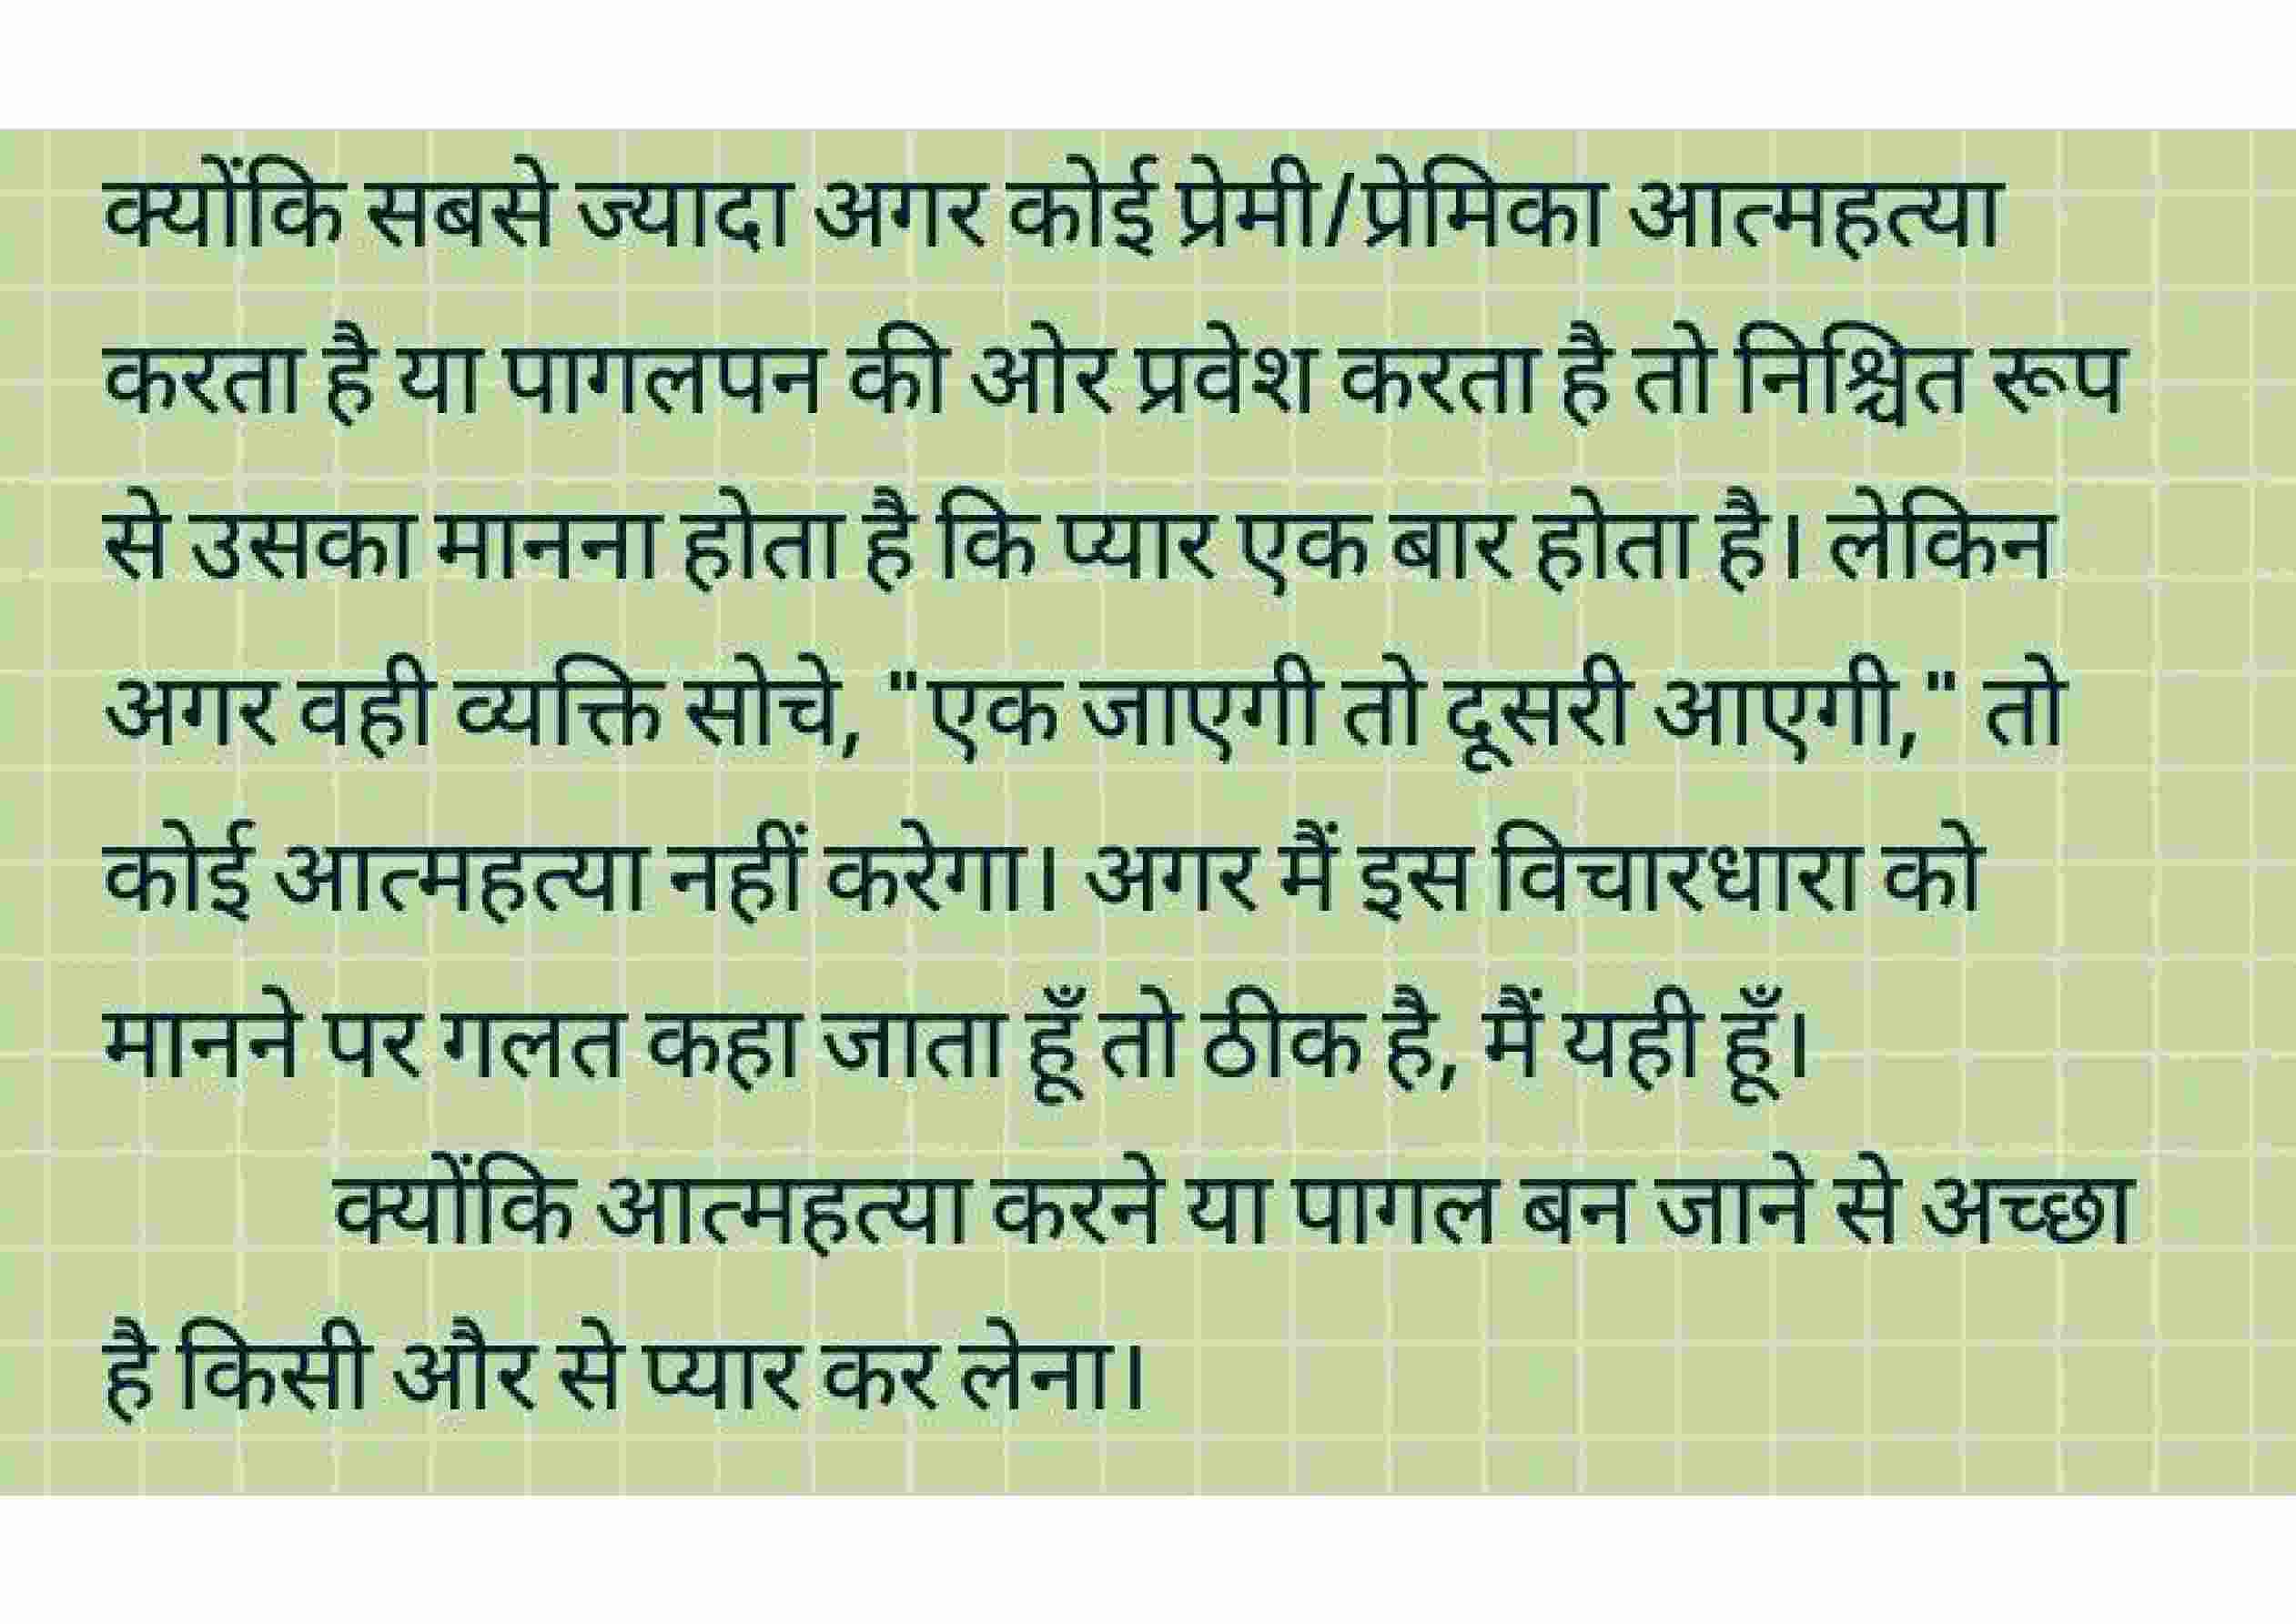 क्योंकि सबसे ज्यादा अगर कोई प्रेमी/प्रेमिका आत्महत्या
करता है या पागलपन की ओर प्रवेश करता है तो निश्चित रूप
से उसका मानना होता है कि प्यार एक बार होता है। लेकिन
अगर वही व्यक्ति सोचे, "एक जाएगी तो दूसरी आएगी," तो
कोई आत्महत्या नहीं करेगा। अगर मैं इस विचारधारा को
मानने पर गलत कहा जाता हूँ तो ठीक है, मैं यही हूँ।
क्योंकि आत्महत्या करने या पागल बन जाने से अच्छा
है किसी और से प्यार कर लेना।